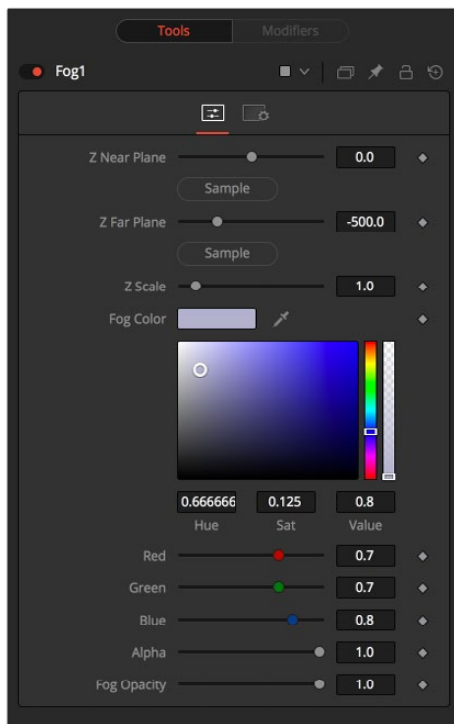 Tools Modifiers
Fog1
Z Near Plane 0.0
Sample
Z Far Plane -500.0
Sample
Z Scale 1.0
Fog Color
0.666666 0.125 0.8
Hue Sat Value
Red 0.7
Green 0.7
Blue 0.8
Alpha 1.0
Fog Opacity 1.0